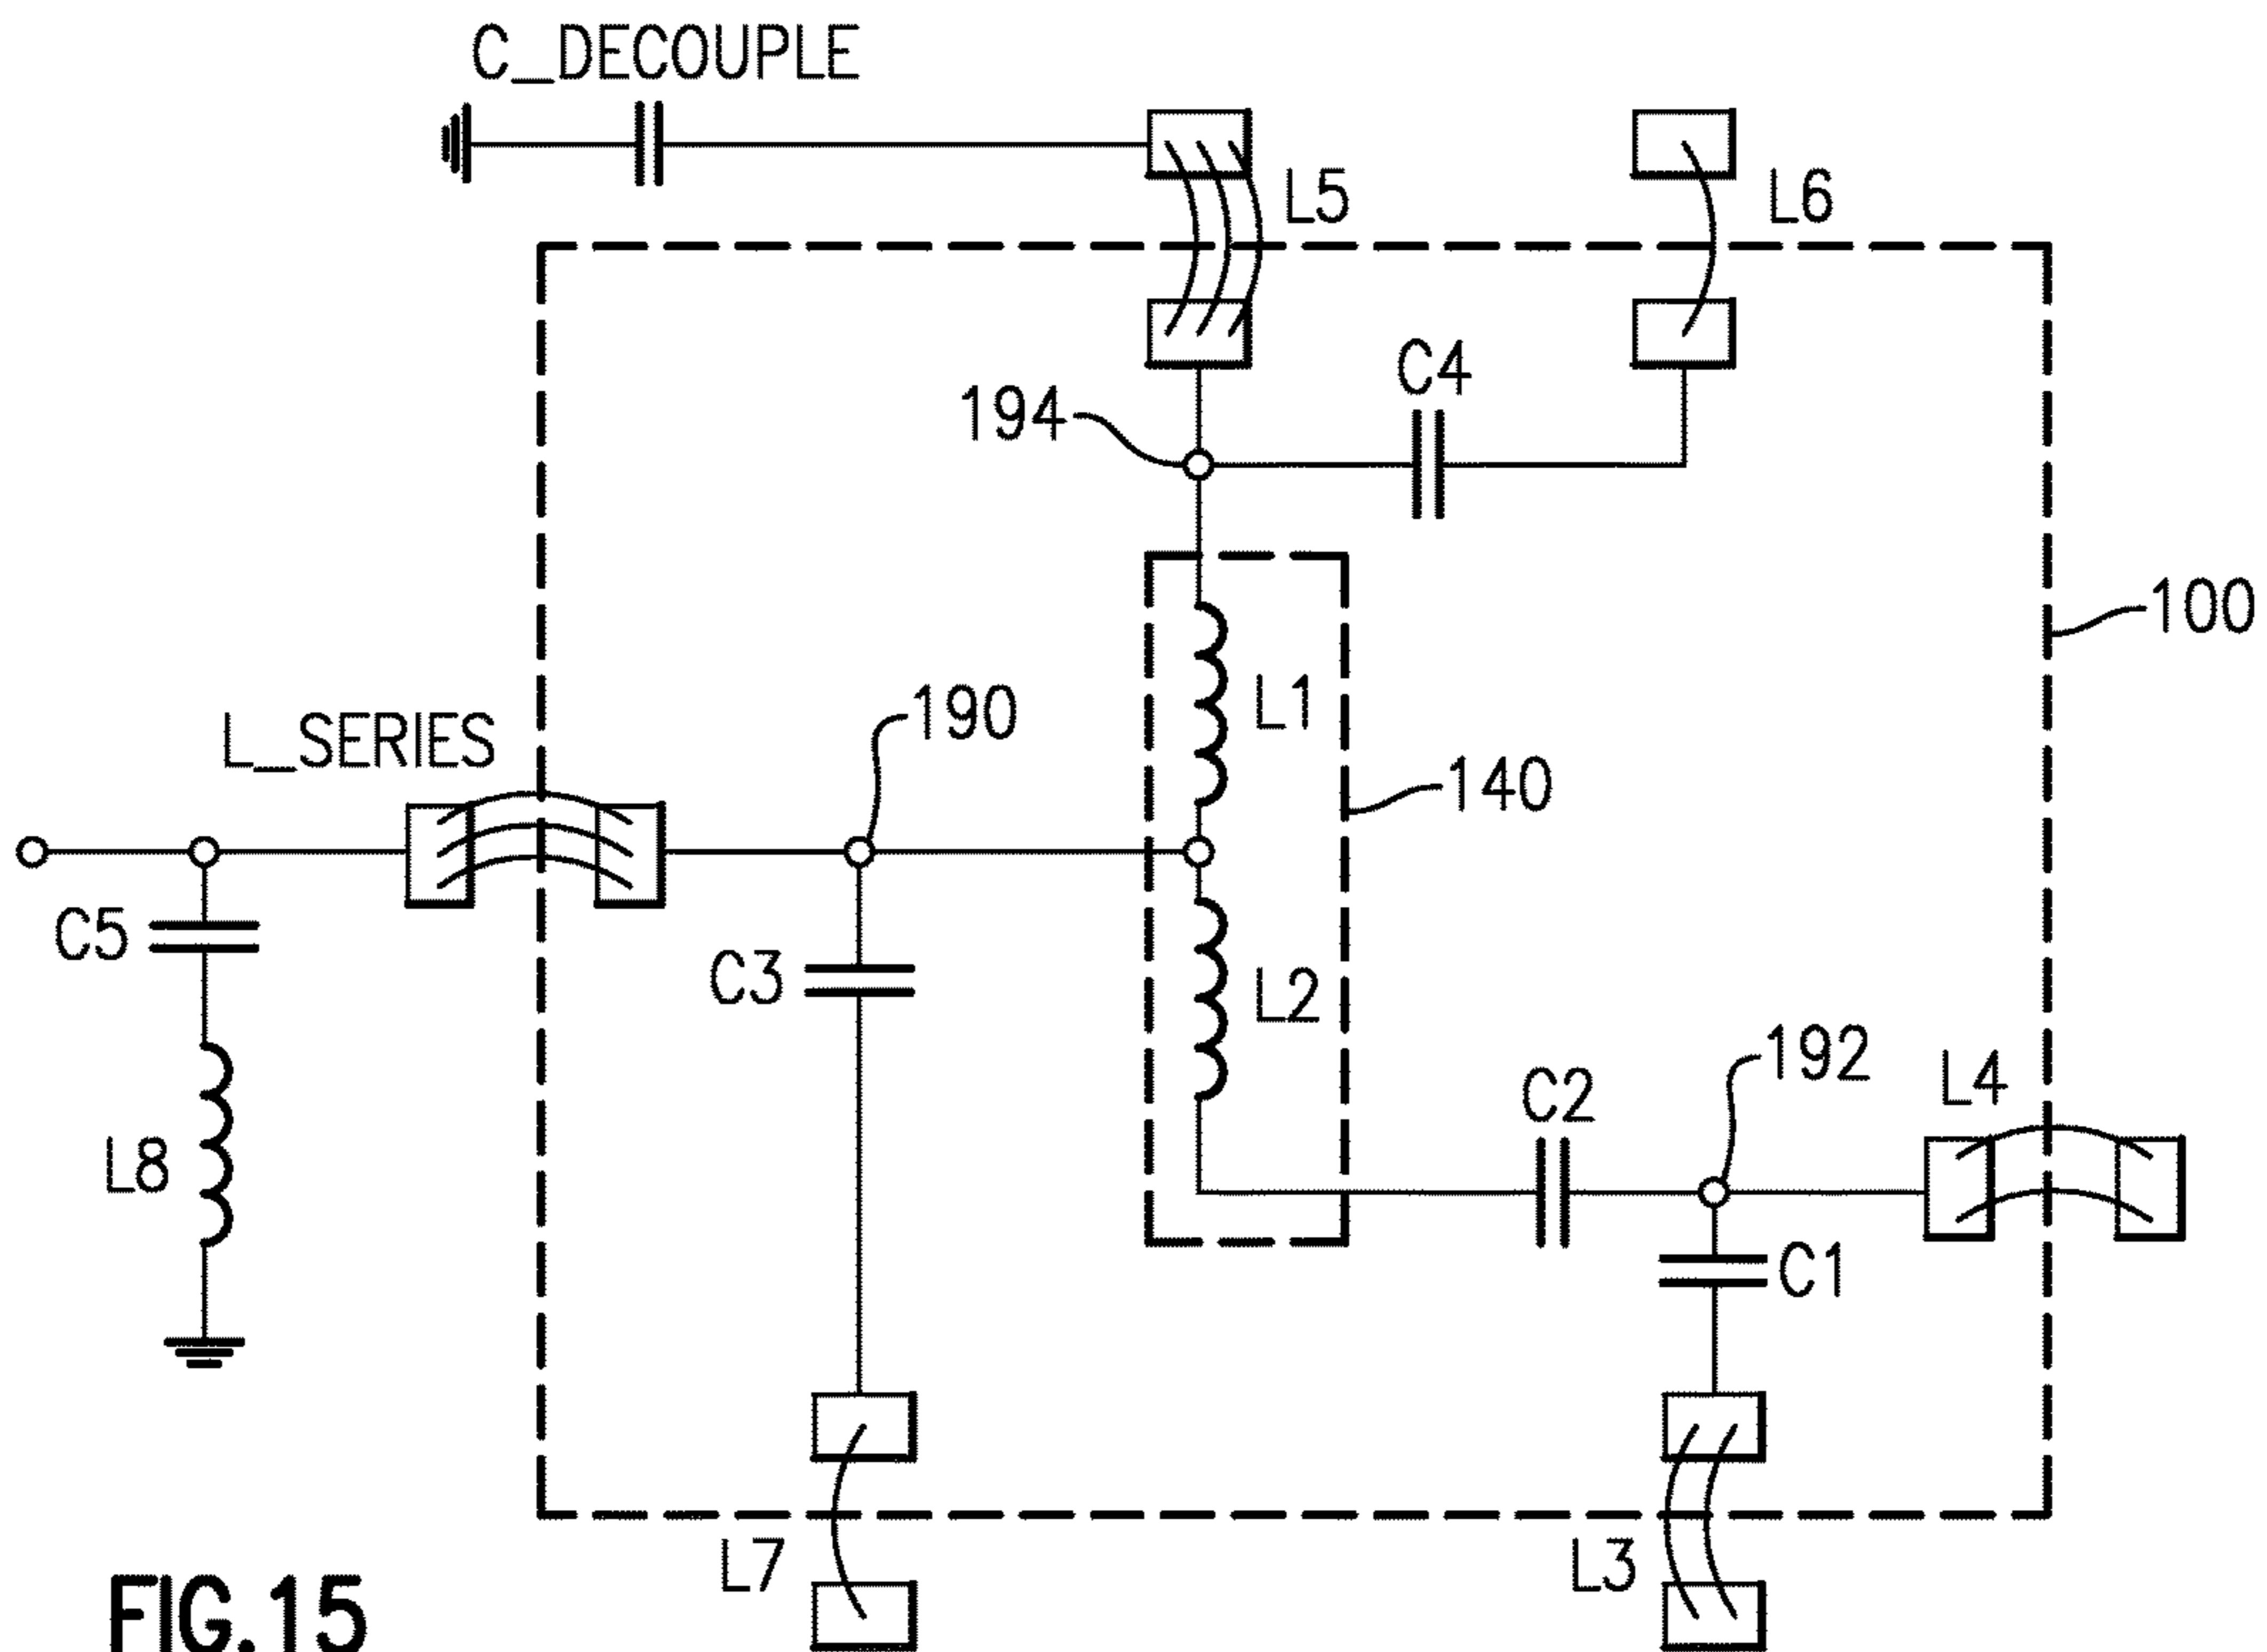 C_DECOUPLE
L5
L6
C4
194
100
L1
190
L_SERIES
140
C5
C3
L2
192
L4
C2
L8
C1
L7
L3
FIG.15